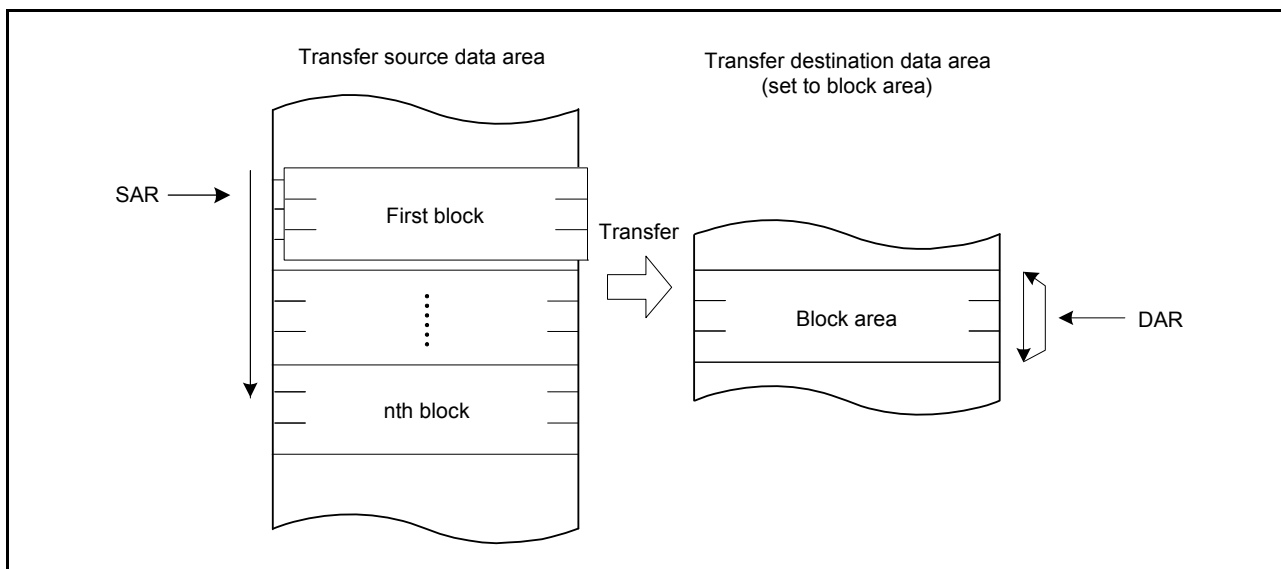 Transfer source data area
Transfer destination data area
(set to block area)
SAR
First block
Transfer
Block area
DAR
nth block